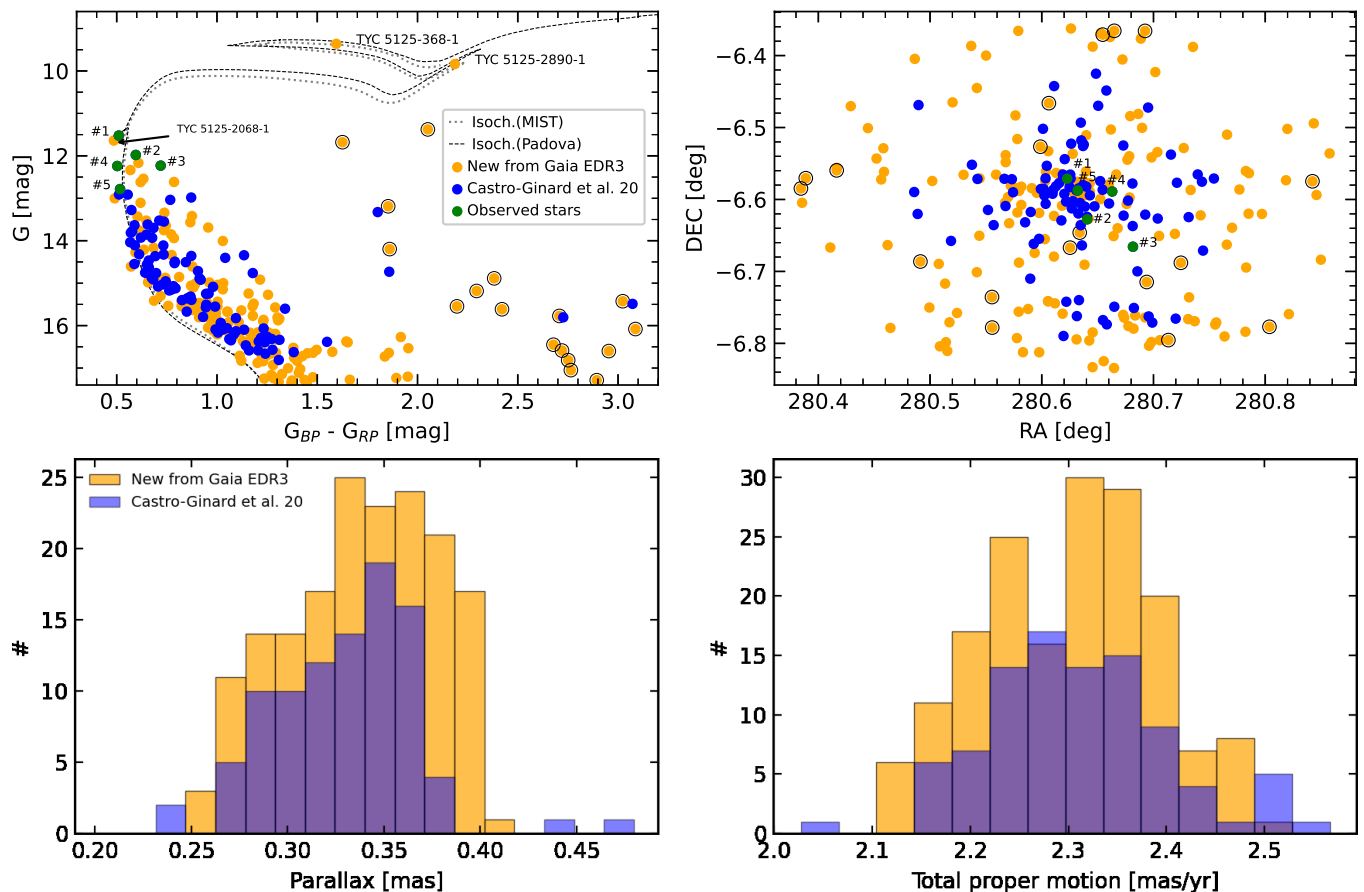 TYC 5125-368-1
TYC 5125-2890-1
#1
TYC 5125-2068-1
#2
#4
#3
#5
Isoch.(MIST)
Isoch.(Padova)
New from Gaia EDR3
Castro-Ginard et al. 20
Observed stars
10
12
14
16
G [mag]
0.5 1.0 1.5 2.0 2.5 3.0
G_BP - G_RP [mag]
−6.4
−6.5
−6.6
−6.7
−6.8
DEC [deg]
#1
#5
#4
#2
#3
280.4 280.5 280.6 280.7 280.8
RA [deg]
New from Gaia EDR3
Castro-Ginard et al. 20
25
20
15
10
5
0
#
0.20 0.25 0.30 0.35 0.40 0.45
Parallax [mas]
30
25
20
15
10
5
0
#
2.0 2.1 2.2 2.3 2.4 2.5
Total proper motion [mas/yr]